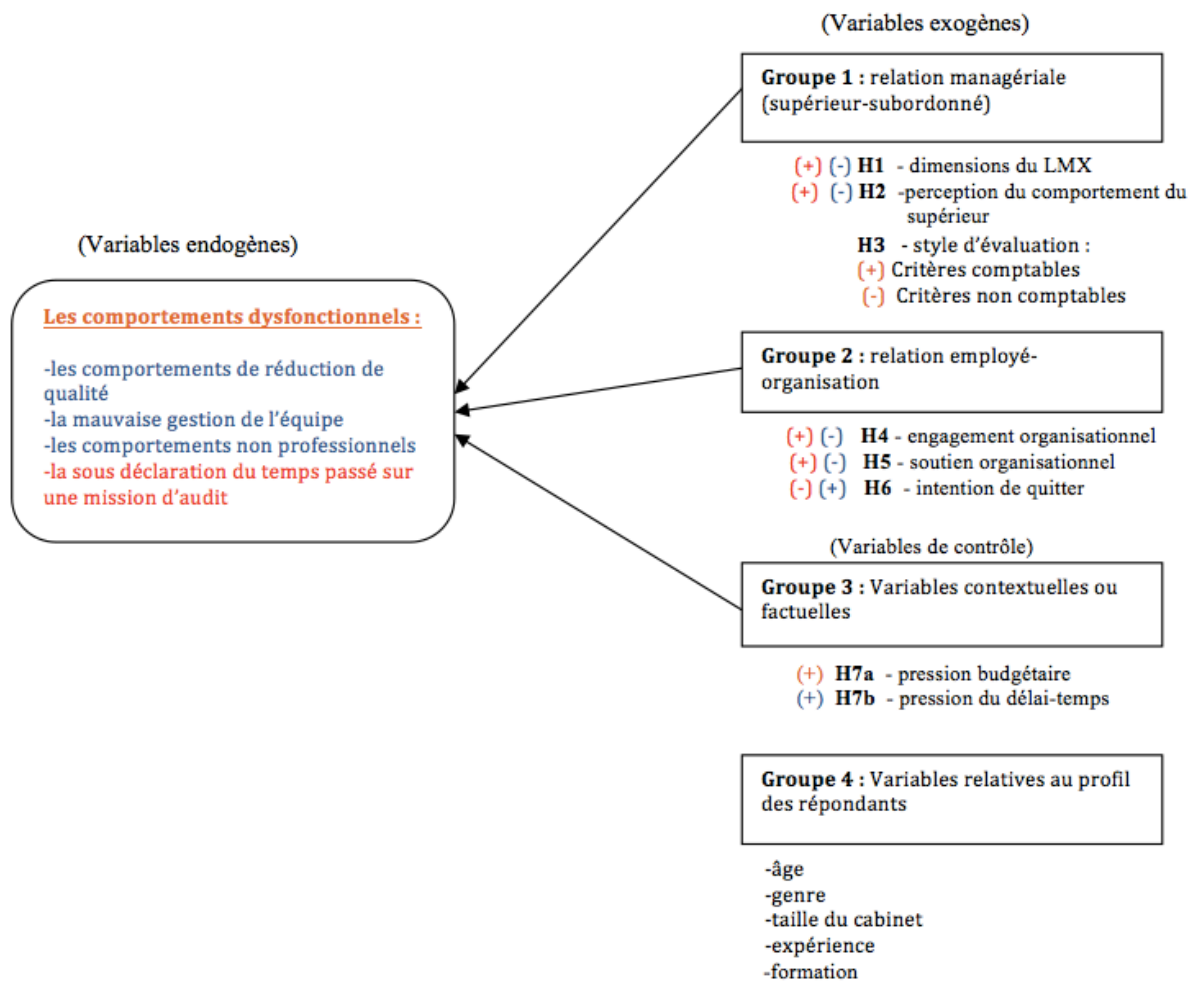 (Variables exogènes)
Groupe 1 : relation managériale
(supérieur-subordonné)
(+) (-) H1 - dimensions du LMX
(+) (-) H2 -perception du comportement du
supérieur
H3 - style d'évaluation :
(+) Critères comptables
(-) Critères non comptables
(Variables endogènes)
Les comportements dysfonctionnels :
-les comportements de réduction de
qualité
-la mauvaise gestion de l'équipe
-les comportements non professionnels
-la sous déclaration du temps passé sur
une mission d'audit
Groupe 2 : relation employé-
organisation
(+) (-) H4 - engagement organisationnel
(+) (-) H5 - soutien organisationnel
(-) (+) H6 - intention de quitter
(Variables de contrôle)
Groupe 3 : Variables contextuelles ou
factuelles
(+) H7a - pression budgétaire
(+) H7b - pression du délai-temps
Groupe 4 : Variables relatives au profil
des répondants
-âge
-genre
-taille du cabinet
-expérience
-formation